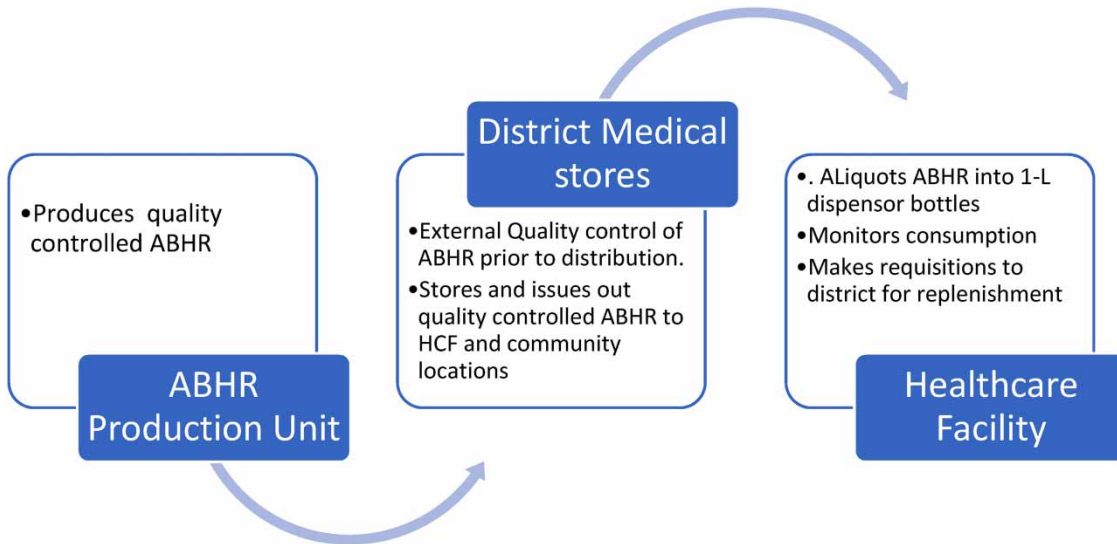 •Produces quality
controlled ABHR
ABHR
Production Unit
District Medical
stores
•External Quality control of
ABHR prior to distribution.
•Stores and issues out
quality controlled ABHR to
HCF and community
locations
•. ALiquots ABHR into 1-L
dispensor bottles
•Monitors consumption
•Makes requisitions to
district for replenishment
Healthcare
Facility